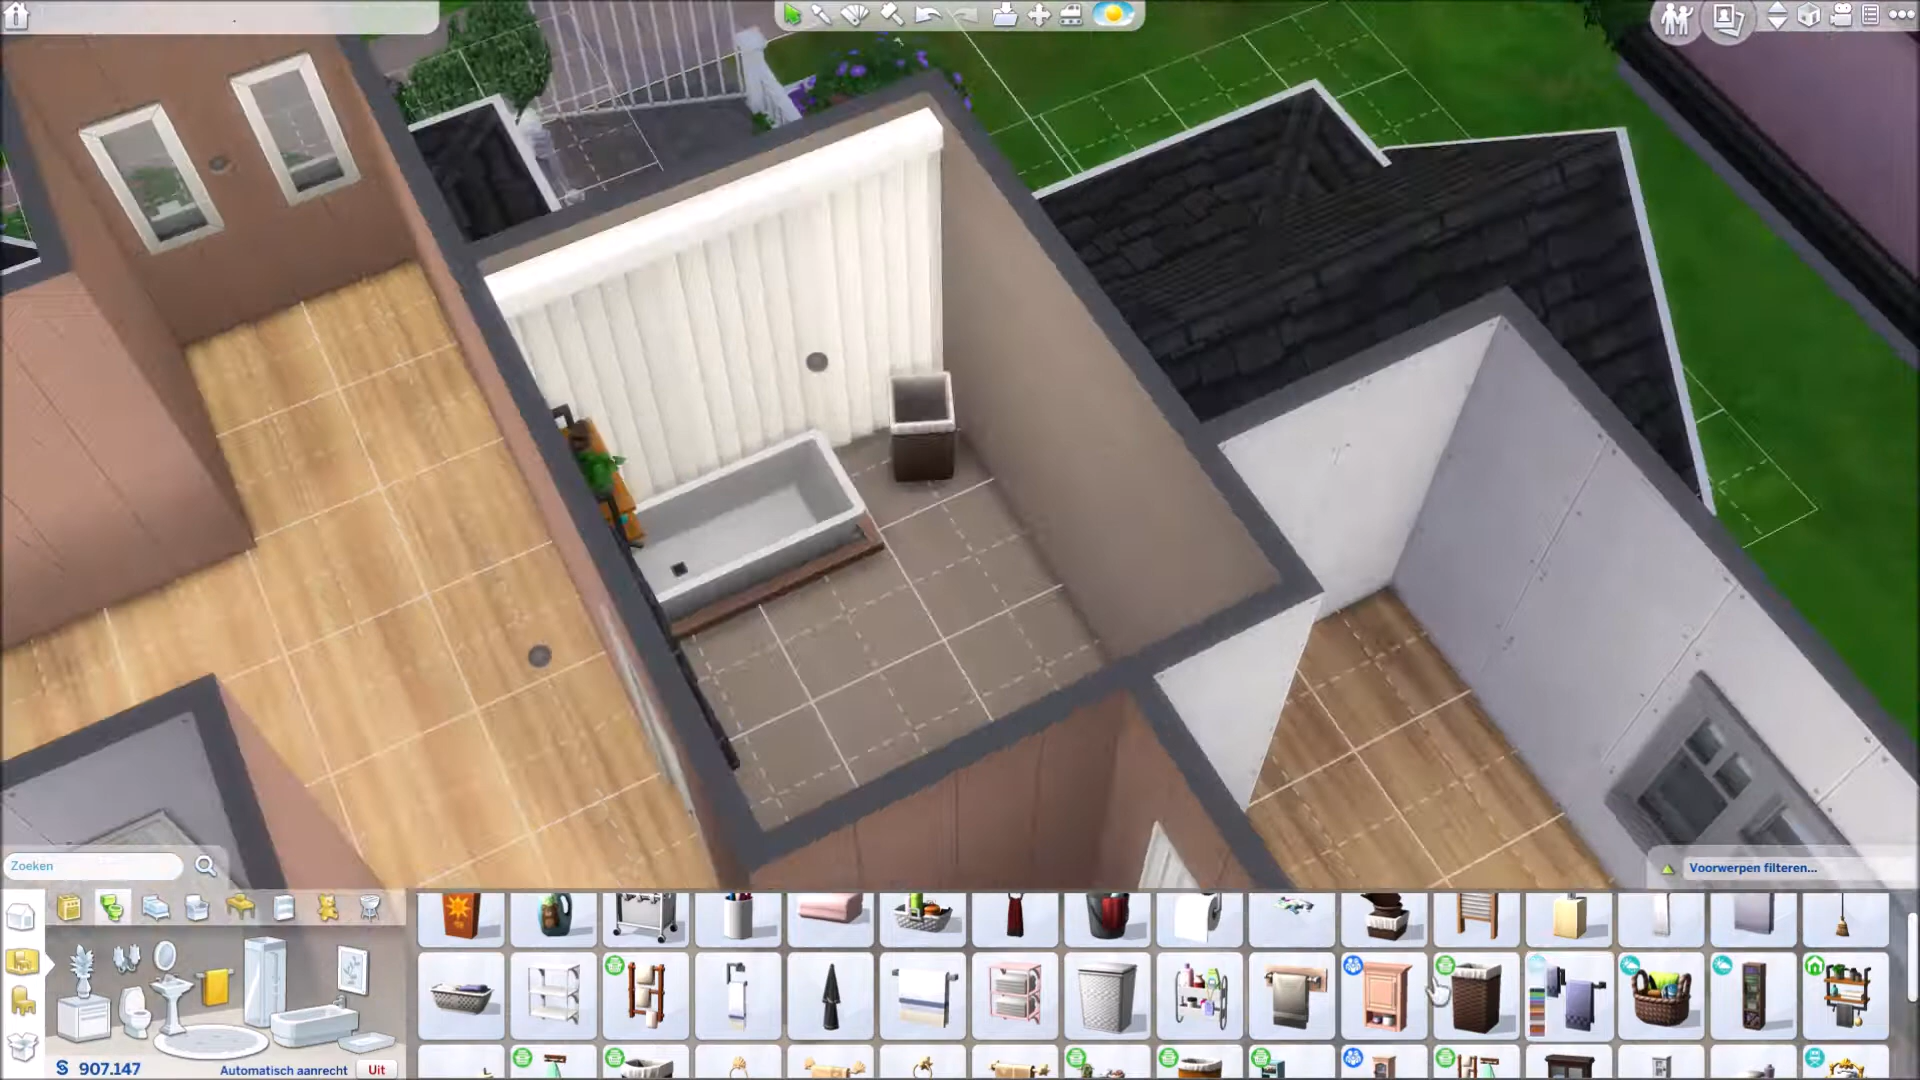 Zoeken
Voorwerpen filteren...
§ 907.147
Automatisch aanrecht
Uit